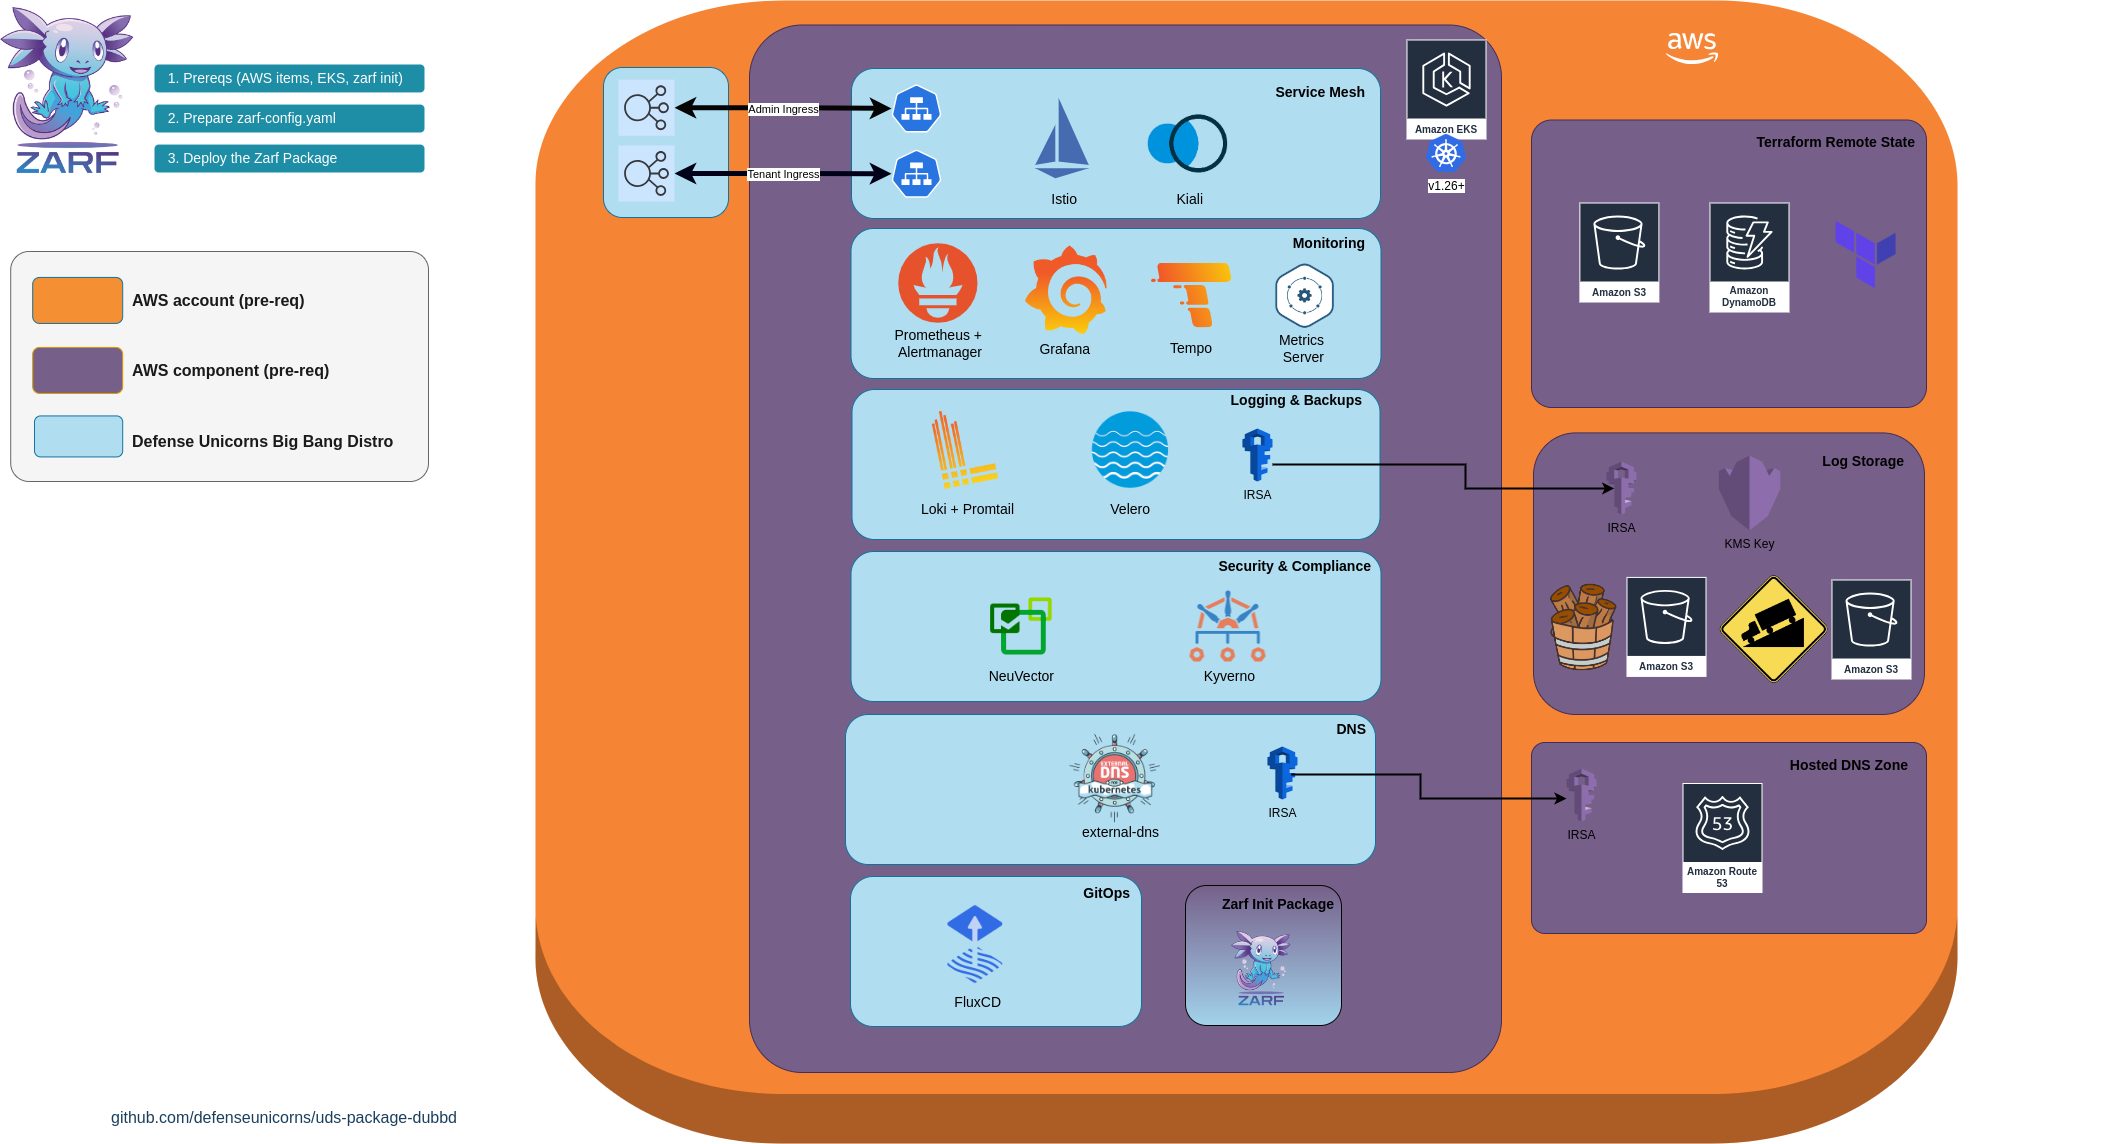 ZARF
1. Prereqs (AWS items, EKS, zarf init)
2. Prepare zarf-config.yaml
3. Deploy the Zarf Package
AWS account (pre-req)
AWS component (pre-req)
Defense Unicorns Big Bang Distro
github.com/defenseunicorns/uds-package-dubbd
aws
Admin Ingress
Tenant Ingress
Service Mesh
Istio
Kiali
Amazon EKS
v1.26+
Monitoring
Prometheus +
Alertmanager
Grafana
Tempo
Metrics
Server
Logging & Backups
Loki + Promtail
Velero
IRSA
Security & Compliance
NeuVector
Kyverno
DNS
EXTERNAL
DNS
kubernetes
external-dns
IRSA
GitOps
FluxCD
Zarf Init Package
ZARF
Terraform Remote State
Amazon S3
Amazon
DynamoDB
Log Storage
IRSA
KMS Key
Amazon S3
Amazon S3
Hosted DNS Zone
IRSA
53
Amazon Route
53